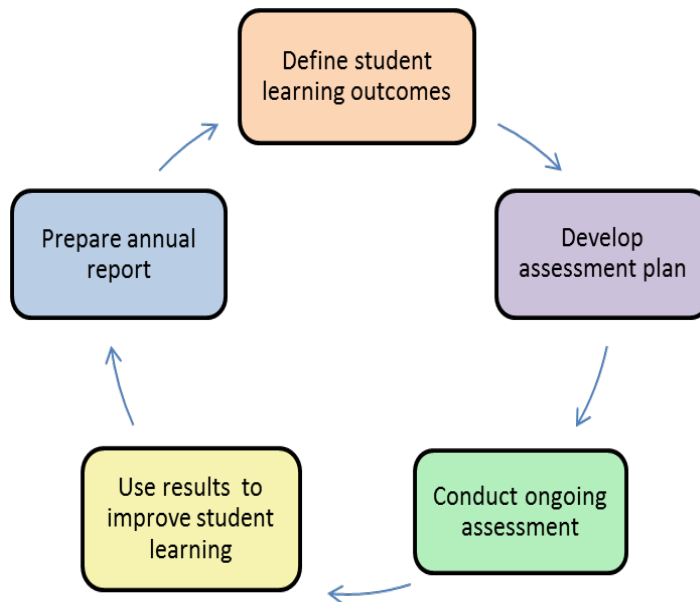 Define student
learning outcomes
Develop
assessment plan
Conduct ongoing
assessment
Use results to
improve student
learning
Prepare annual
report